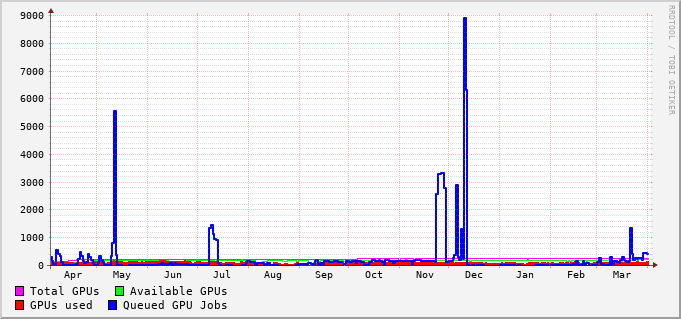 RRDTOOL / TOBI OETIKER
9000
8000
7000
6000
5000
4000
3000
2000
1000
0
Apr May Jun Jul Aug Sep Oct Nov Dec Jan Feb Mar
Total GPUs Available GPUs
GPUs used Queued GPU Jobs